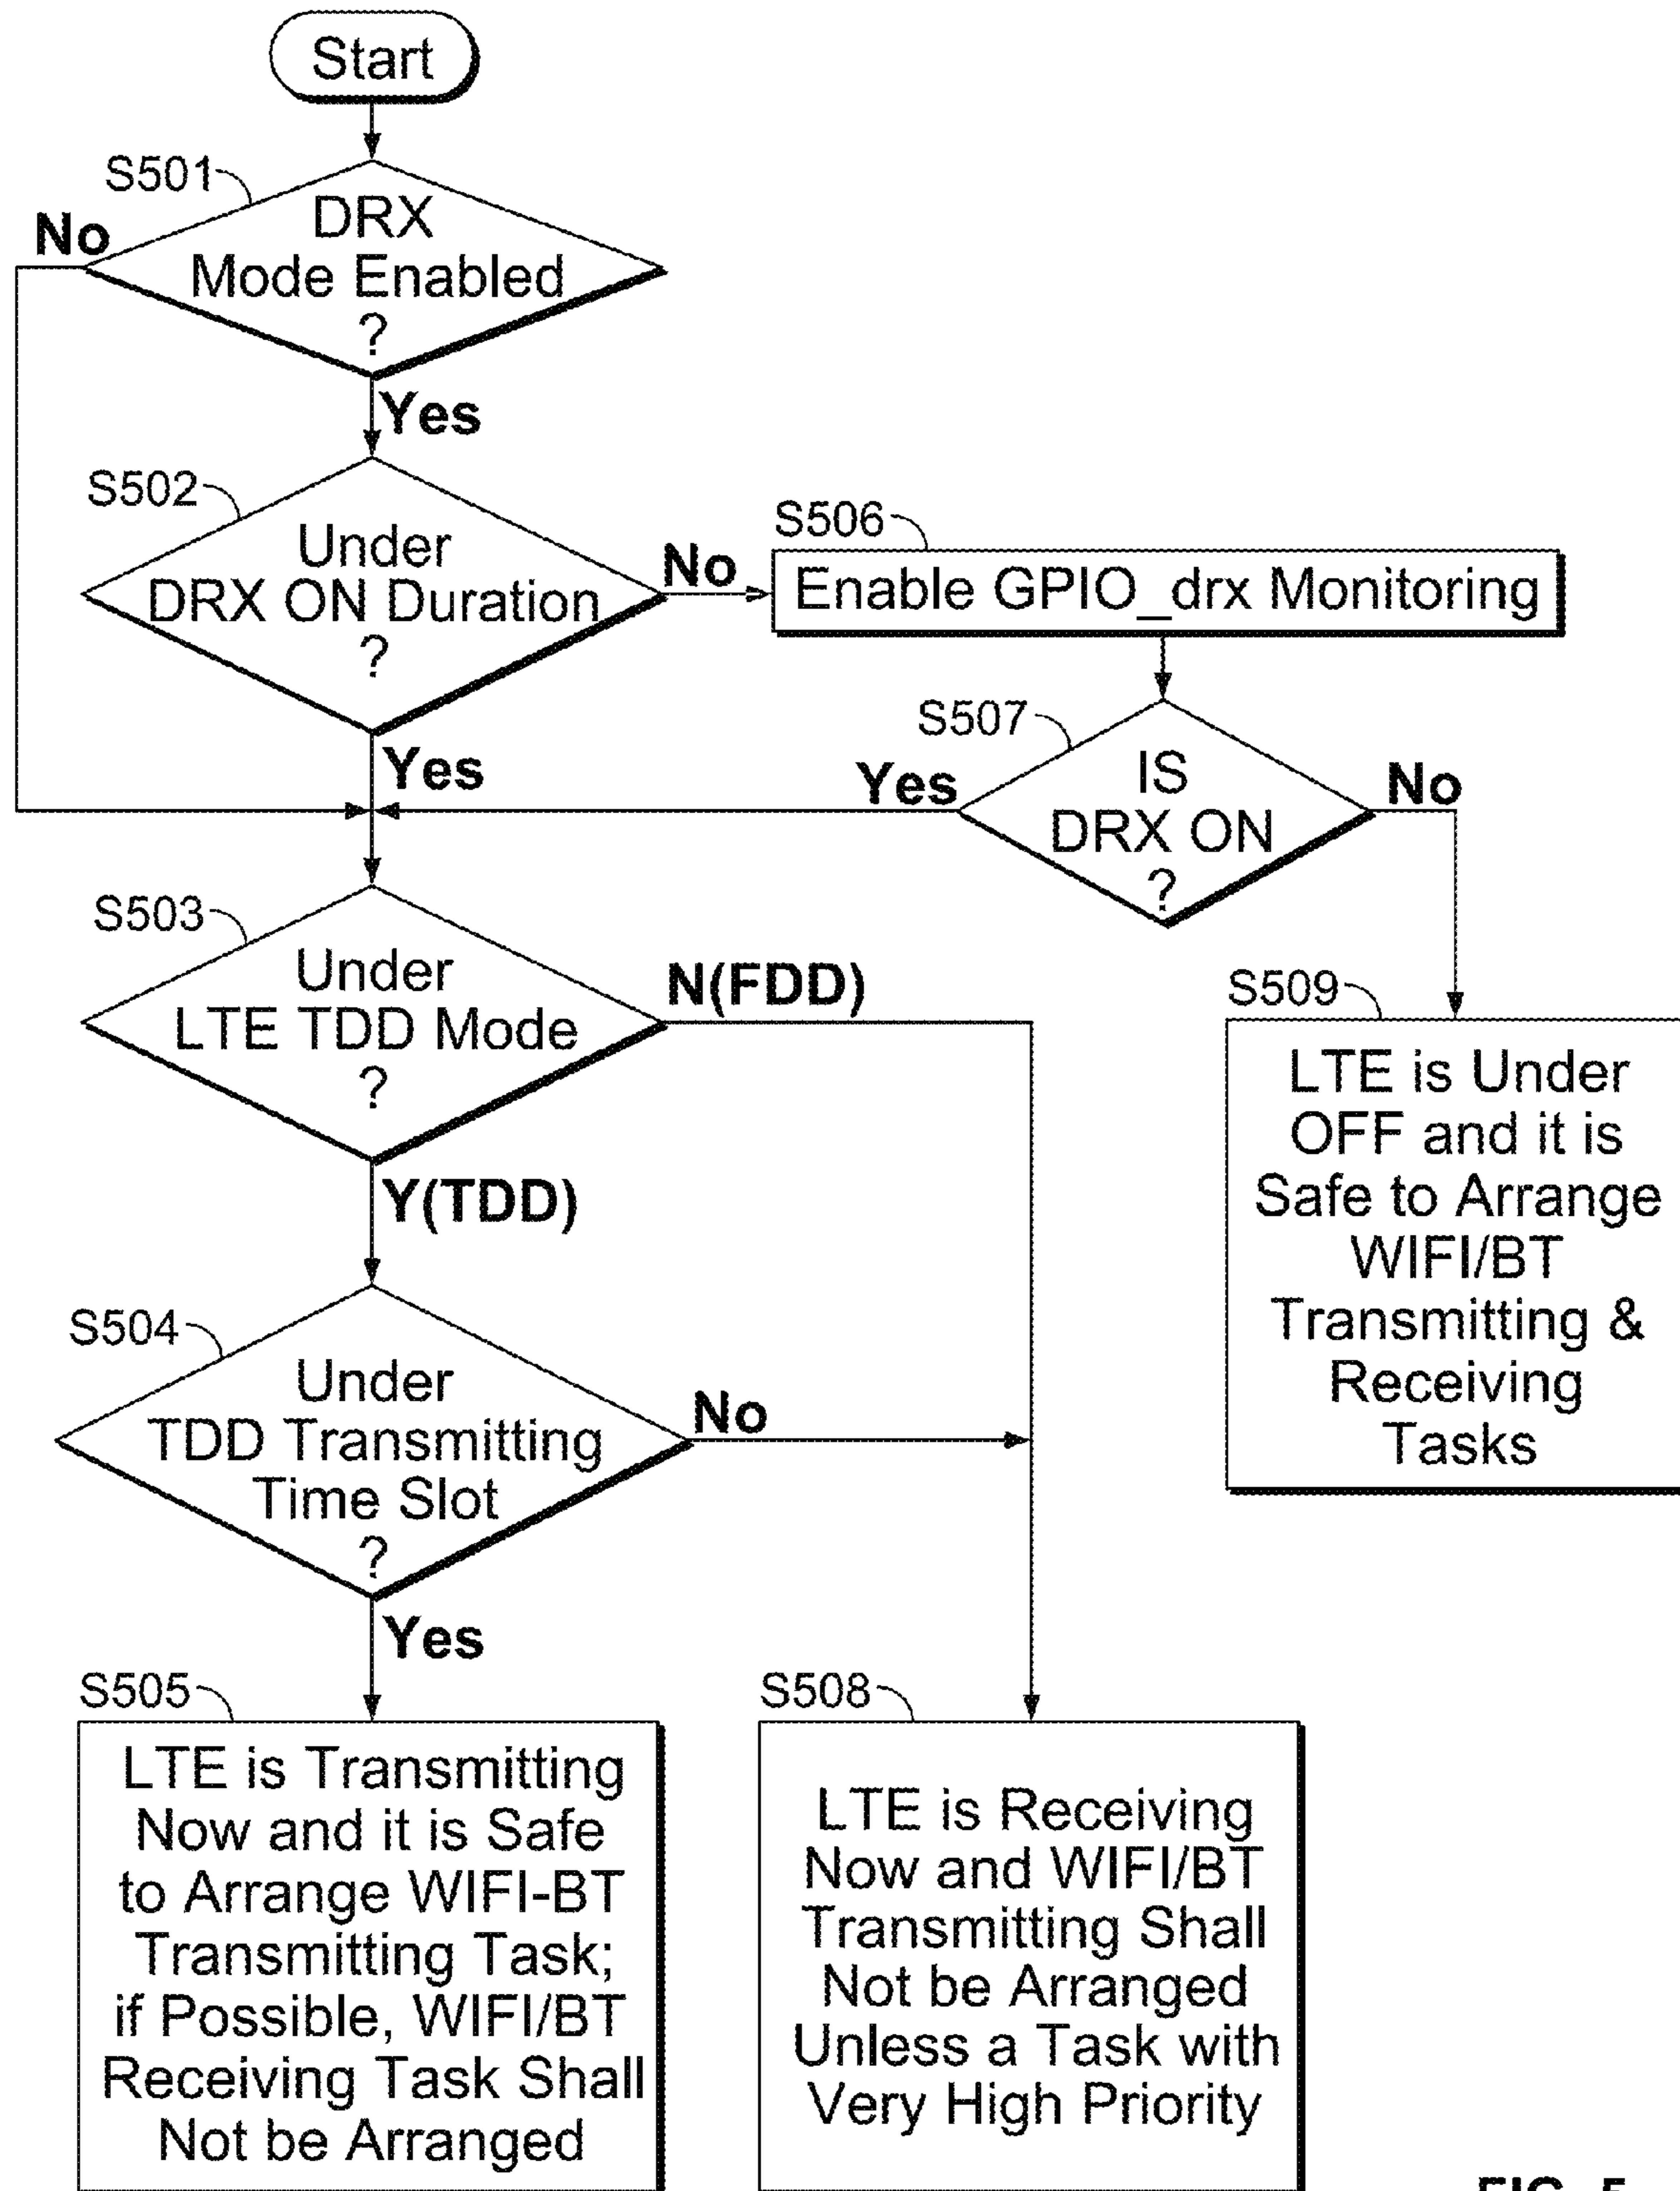 Start
S501
DRX
Mode Enabled
?
No
Yes
S502
Under
DRX ON Duration
?
No
Yes
S506
Enable GPIO_drx Monitoring
S507
IS
DRX ON
?
Yes
No
S503
Under
LTE TDD Mode
?
N(FDD)
Y(TDD)
S509
LTE is Under
OFF and it is
Safe to Arrange
WIFI/BT
Transmitting &
Receiving
Tasks
S504
Under
TDD Transmitting
Time Slot
?
No
Yes
S505
LTE is Transmitting
Now and it is Safe
to Arrange WIFI-BT
Transmitting Task;
if Possible, WIFI/BT
Receiving Task Shall
Not be Arranged
S508
LTE is Receiving
Now and WIFI/BT
Transmitting Shall
Not be Arranged
Unless a Task with
Very High Priority
FIG. 5